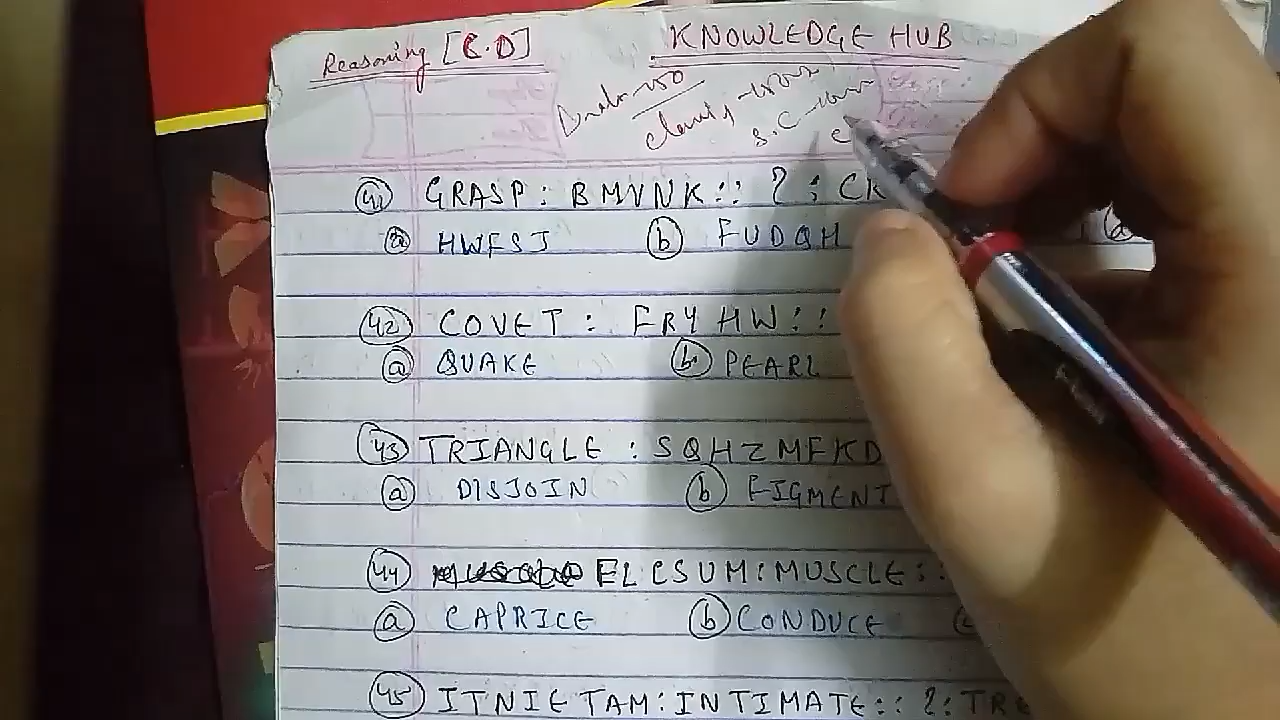 Reasoning [C.D]
KNOWLEDGE HUB
41 GRASP : BMVNK :: ? : CK
a HWFSJ b FUDQH
42 COVET : FRYHW ::
a QUAKE b PEARL
43 TRIANGLE : SQHZMFKD
a DISJOIN b FIGMENT
44 ELCSUM : MUSCLE ::
a CAPRICE b CONDUCE
45 ITNIETAM : INTIMATE :: ? : TRE